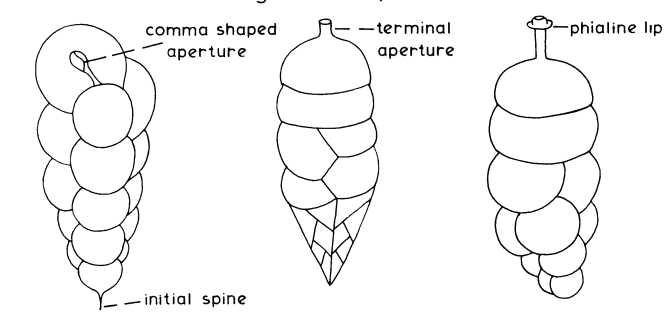 comma shaped
aperture
terminal
aperture
phialine lip
initial spine